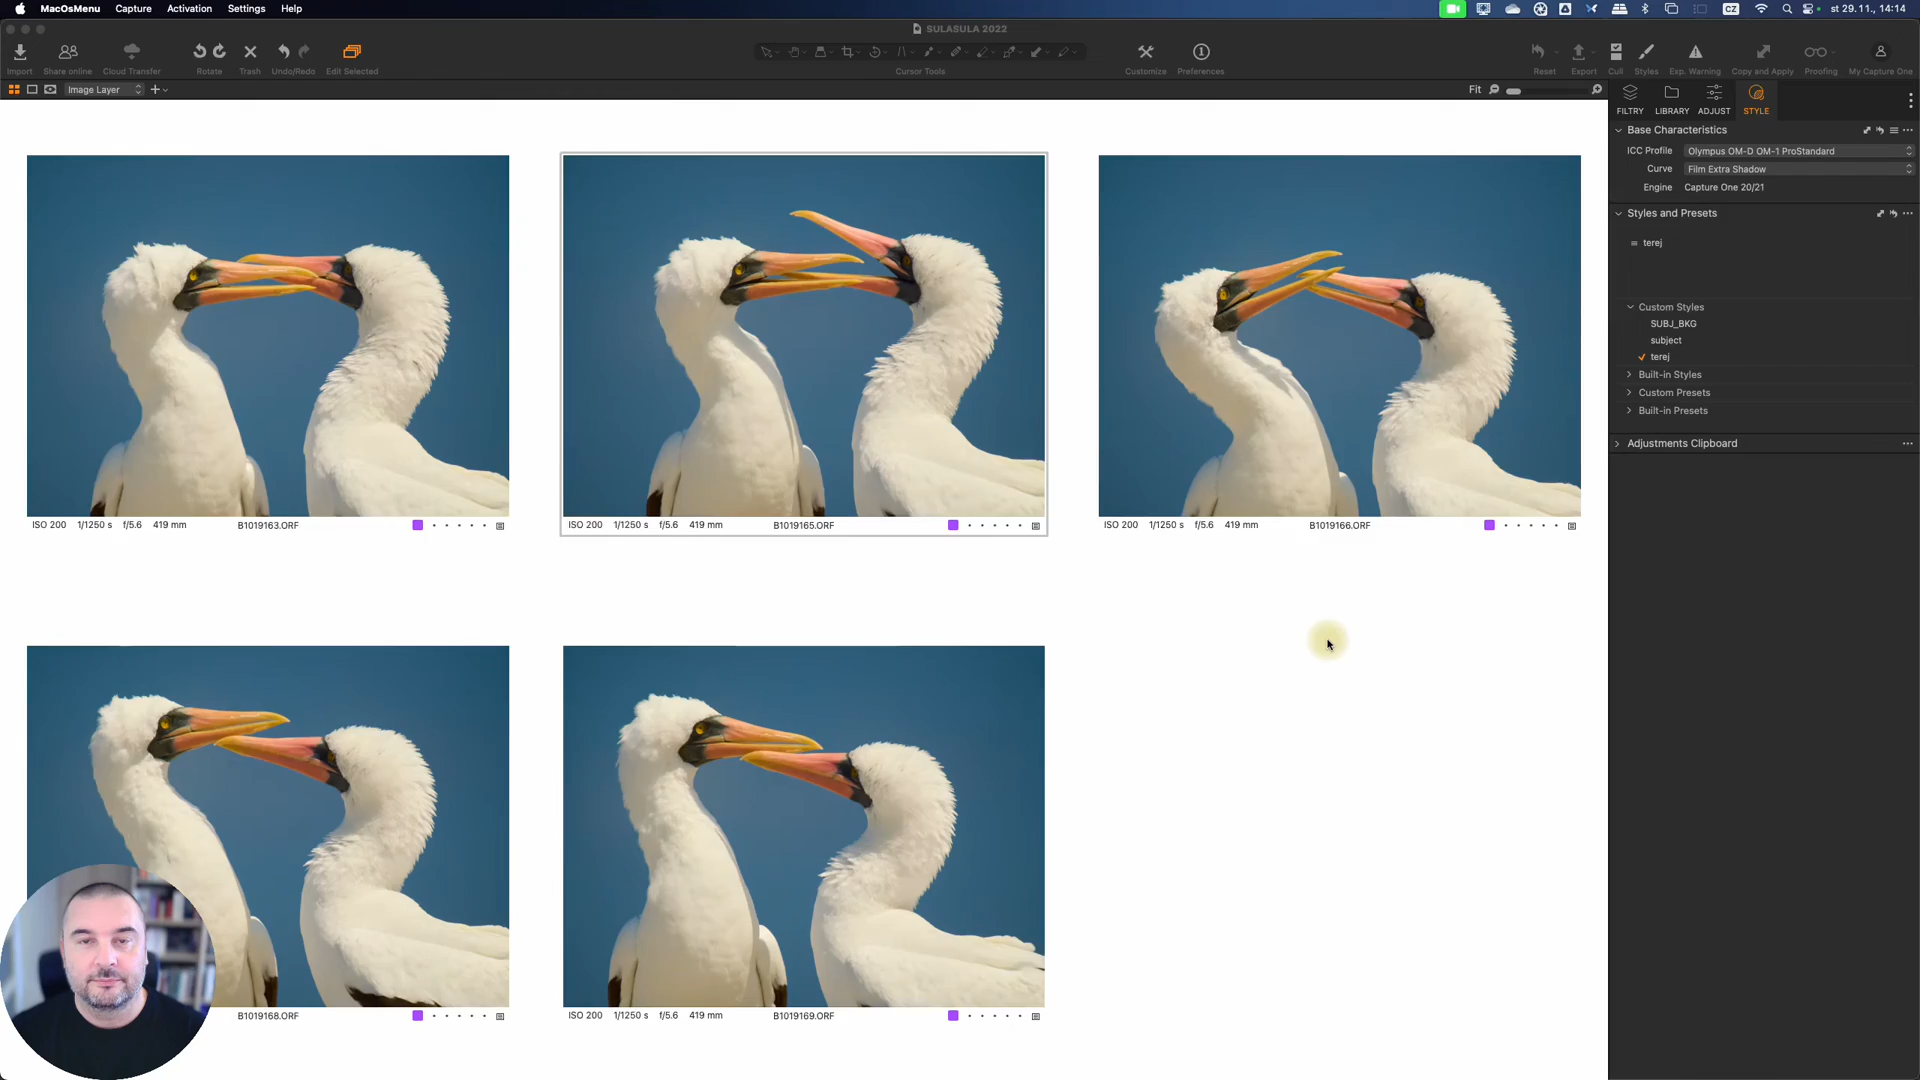 MacOsMenu Capture Activation Settings Help
CZ st 29.11., 14:14
SULASULA 2022
Import Share online Cloud Transfer Rotate Trash Undo/Redo Edit Selected Cursor Tools Customize Preferences Reset Export Cull Styles Exp. Warning Copy and Apply Proofing My Capture One
Image Layer Fit
FILTRY LIBRARY ADJUST STYLE
Base Characteristics
ICC Profile Olympus OM-D OM-1 ProStandard
Curve Film Extra Shadow
Engine Capture One 20/21
Styles and Presets
terej
Custom Styles
SUBJ_BKG
subject
terej
Built-in Styles
Custom Presets
Built-in Presets
Adjustments Clipboard
ISO 200 1/1250 s f/5.6 419 mm B1019163.ORF
ISO 200 1/1250 s f/5.6 419 mm B1019165.ORF
ISO 200 1/1250 s f/5.6 419 mm B1019166.ORF
B1019168.ORF
ISO 200 1/1250 s f/5.6 419 mm B1019169.ORF